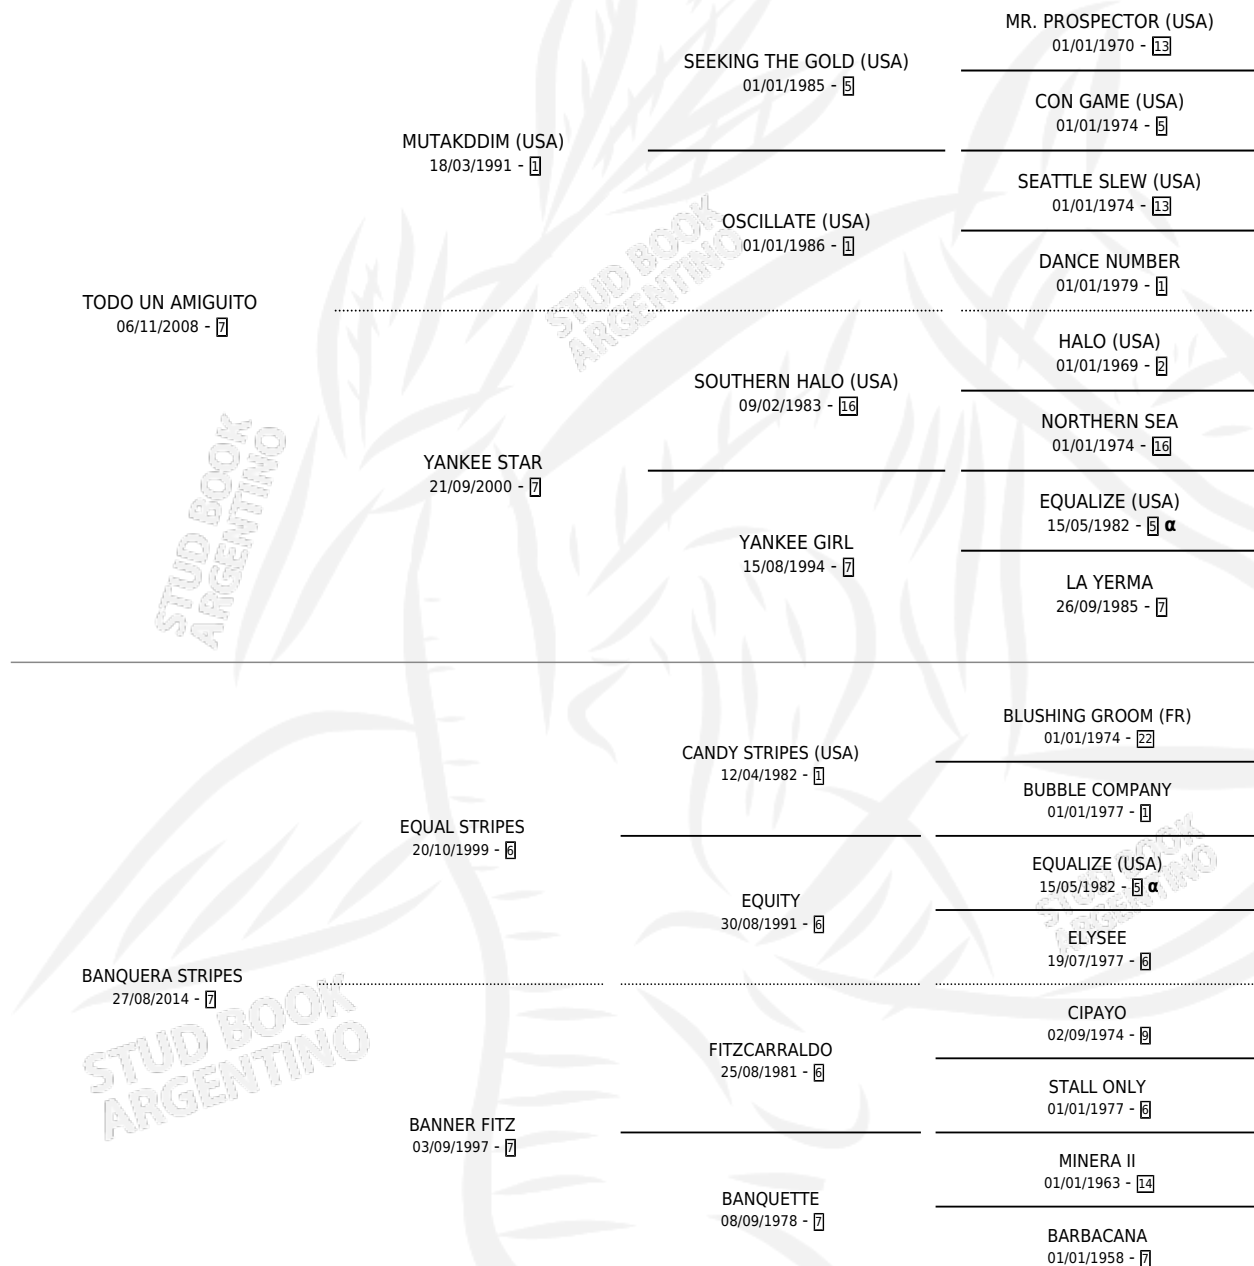 MR. PROSPECTOR (USA)
01/01/1970 - 13
SEEKING THE GOLD (USA)
01/01/1985 - 5
CON GAME (USA)
01/01/1974 - 5
MUTAKDDIM (USA)
18/03/1991 - 1
SEATTLE SLEW (USA)
01/01/1974 - 13
OSCILLATE (USA)
01/01/1986 - 1
DANCE NUMBER
01/01/1979 - 1
TODO UN AMIGUITO
06/11/2008 - 7
HALO (USA)
01/01/1969 - 2
SOUTHERN HALO (USA)
09/02/1983 - 16
NORTHERN SEA
01/01/1974 - 16
YANKEE STAR
21/09/2000 - 7
EQUALIZE (USA)
15/05/1982 - 5 α
YANKEE GIRL
15/08/1994 - 7
LA YERMA
26/09/1985 - 7
BLUSHING GROOM (FR)
01/01/1974 - 22
CANDY STRIPES (USA)
12/04/1982 - 1
BUBBLE COMPANY
01/01/1977 - 1
EQUAL STRIPES
20/10/1999 - 6
EQUALIZE (USA)
15/05/1982 - 5 α
EQUITY
30/08/1991 - 6
ELYSEE
19/07/1977 - 6
BANQUERA STRIPES
27/08/2014 - 7
CIPAYO
02/09/1974 - 9
FITZCARRALDO
25/08/1981 - 6
STALL ONLY
01/01/1977 - 6
BANNER FITZ
03/09/1997 - 7
MINERA II
01/01/1963 - 14
BANQUETTE
08/09/1978 - 7
BARBACANA
01/01/1958 - 7
STUD BOOK
ARGENTINO
STUD BOOK
ARGENTINO
STUD BOOK
ARGENTINO
STUD BOOK
ARGENTINO